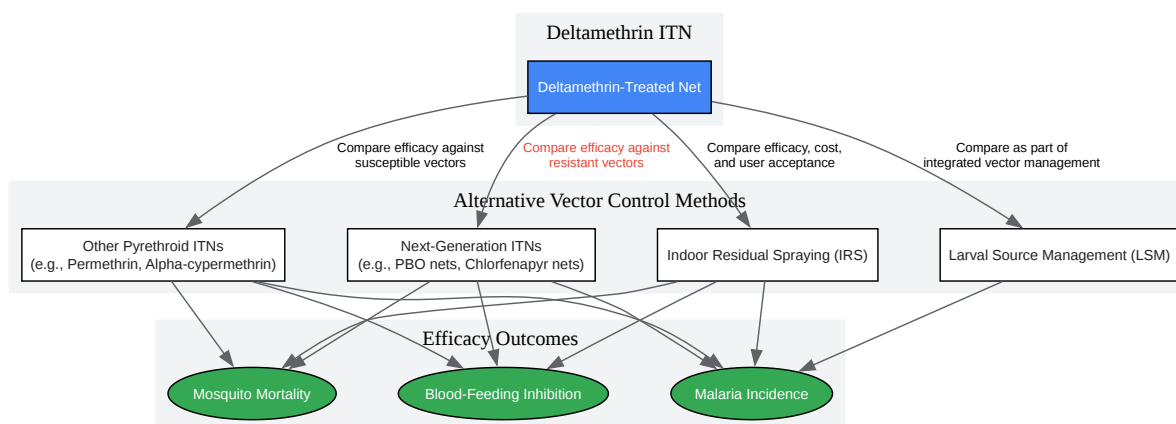 Deltamethrin ITN
Deltamethrin-Treated Net
Compare efficacy against
susceptible vectors
Compare efficacy against
resistant vectors
Compare efficacy, cost,
and user acceptance
Compare as part of
integrated vector management
Alternative Vector Control Methods
Other Pyrethroid ITNs
(e.g., Permethrin, Alpha-cypermethrin)
Next-Generation ITNs
(e.g., PBO nets, Chlorfenapyr nets)
Indoor Residual Spraying (IRS)
Larval Source Management (LSM)
Efficacy Outcomes
Mosquito Mortality
Blood-Feeding Inhibition
Malaria Incidence